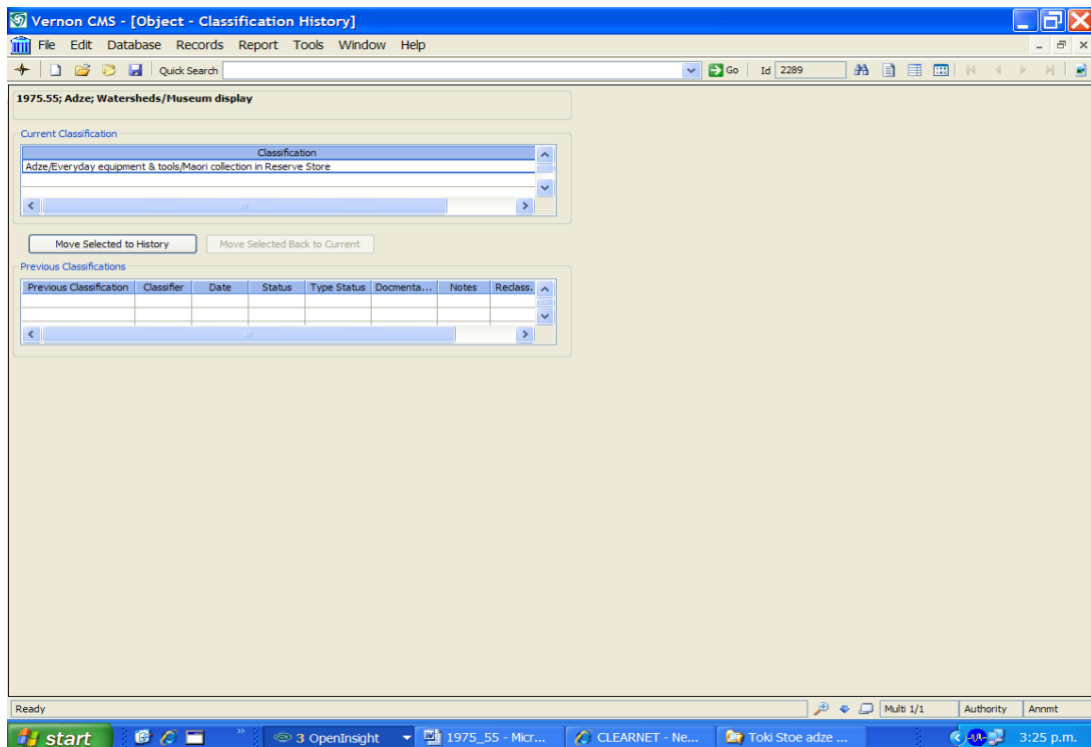 Vernon CMS - [Object - Classification History]
File Edit Database Records Report Tools Window Help
Quick Search Go Id 2289
1975.55; Adze; Watersheds/Museum display
Current Classification
Classification
Adze/Everyday equipment & tools/Maori collection in Reserve Store
Move Selected to History Move Selected Back to Current
Previous Classifications
Previous Classification Classifier Date Status Type Status Docmenta... Notes Reclass.
Ready Multi 1/1 Authority Annmt
start 3 OpenInsight 1975_55 - Micr... CLEARNET - Ne... Toki Stoe adze ... 3:25 p.m.